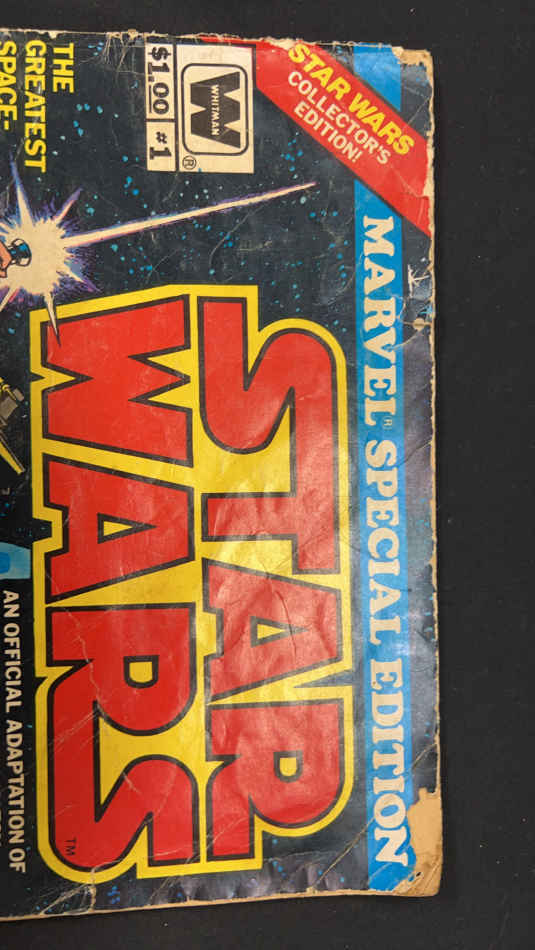 MARVEL® SPECIAL EDITION
STAR WARS
COLLECTOR'S
EDITION!
W
WHITMAN
®
$1.00 #1
STAR
WARS
TM
THE
GREATEST
SPACE-
AN OFFICIAL ADAPTATION OF